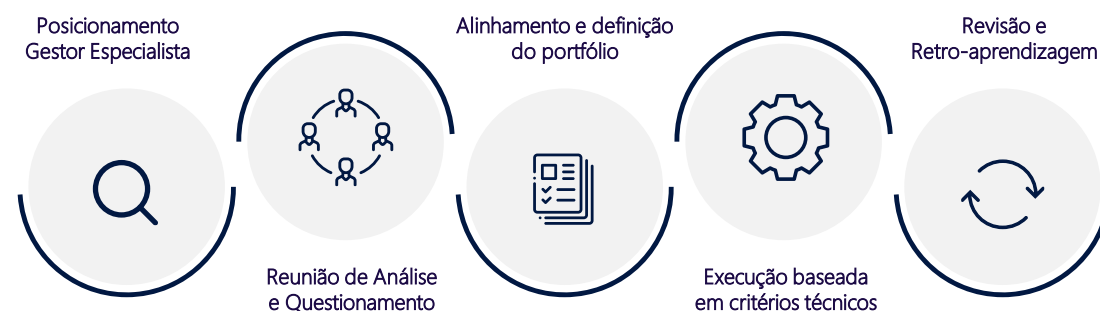 Posicionamento
Gestor Especialista
Reunião de Análise
e Questionamento
Alinhamento e definição
do portfólio
Execução baseada
em critérios técnicos
Revisão e
Retro-aprendizagem